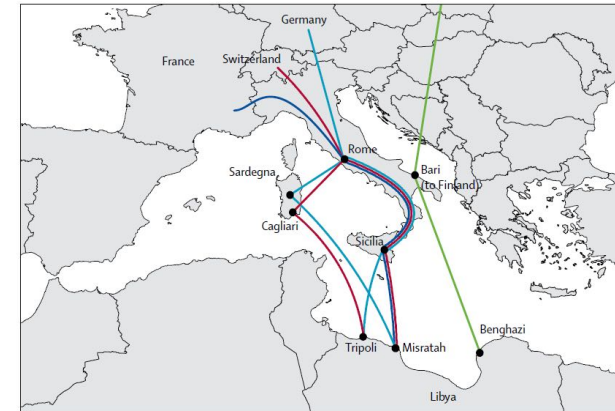 Germany
France
Switzerland
Rome
Sardegna
Bari
(to Finland)
Cagliari
Sicilia
Benghazi
Tripoli
Misratah
Libya